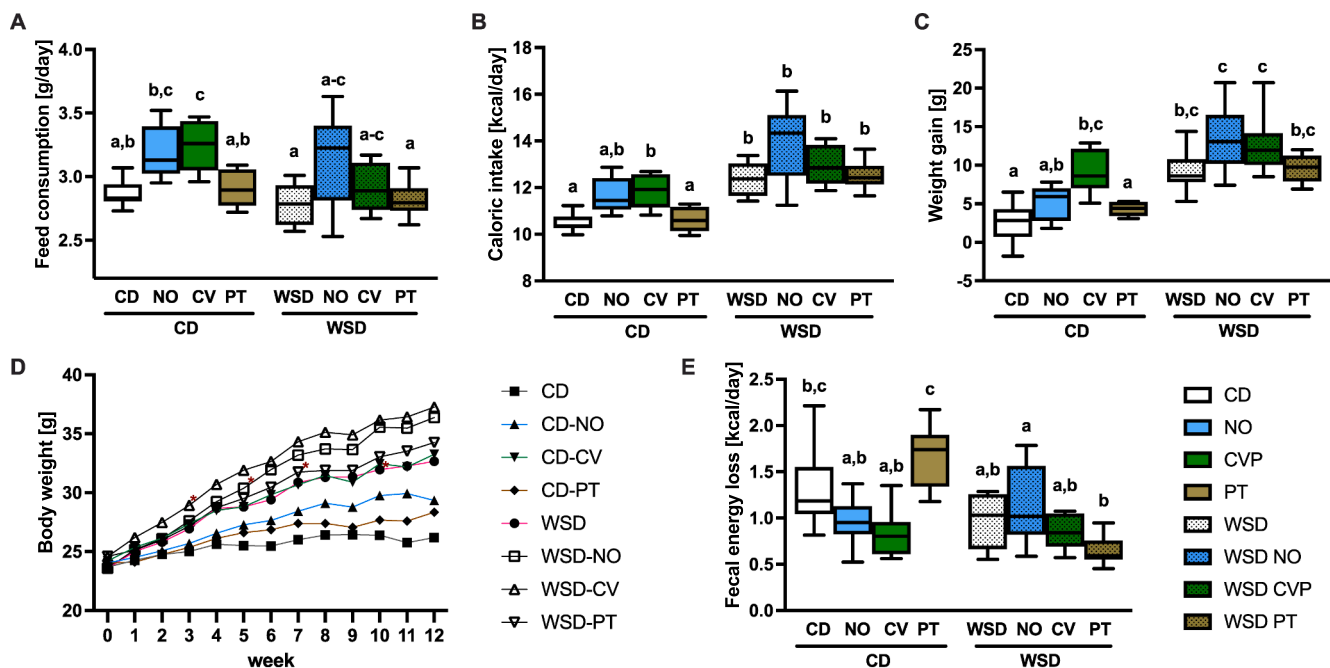 A
Feed consumption [g/day]
4.0
3.5
3.0
2.5
a,b
b,c
c
a,b
a
a-c
a-c
a
CD NO CV PT WSD NO CV PT
CD WSD
B
Caloric intake [kcal/day]
18
16
14
12
10
8
a
a,b
b
a
b
b
b
b
CD NO CV PT WSD NO CV PT
CD WSD
C
Weight gain [g]
25
20
15
10
5
0
-5
a
a,b
b,c
a
b,c
c
c
b,c
CD NO CV PT WSD NO CV PT
CD WSD
D
Body weight [g]
40
35
30
25
20
* * * *
0 1 2 3 4 5 6 7 8 9 10 11 12
week
CD
CD-NO
CD-CV
CD-PT
WSD
WSD-NO
WSD-CV
WSD-PT
E
Fecal energy loss [kcal/day]
2.5
2.0
1.5
1.0
0.5
0.0
b,c
a,b
a,b
c
a,b
a
a,b
b
CD NO CV PT WSD NO CV PT
CD WSD
CD
NO
CVP
PT
WSD
WSD NO
WSD CVP
WSD PT